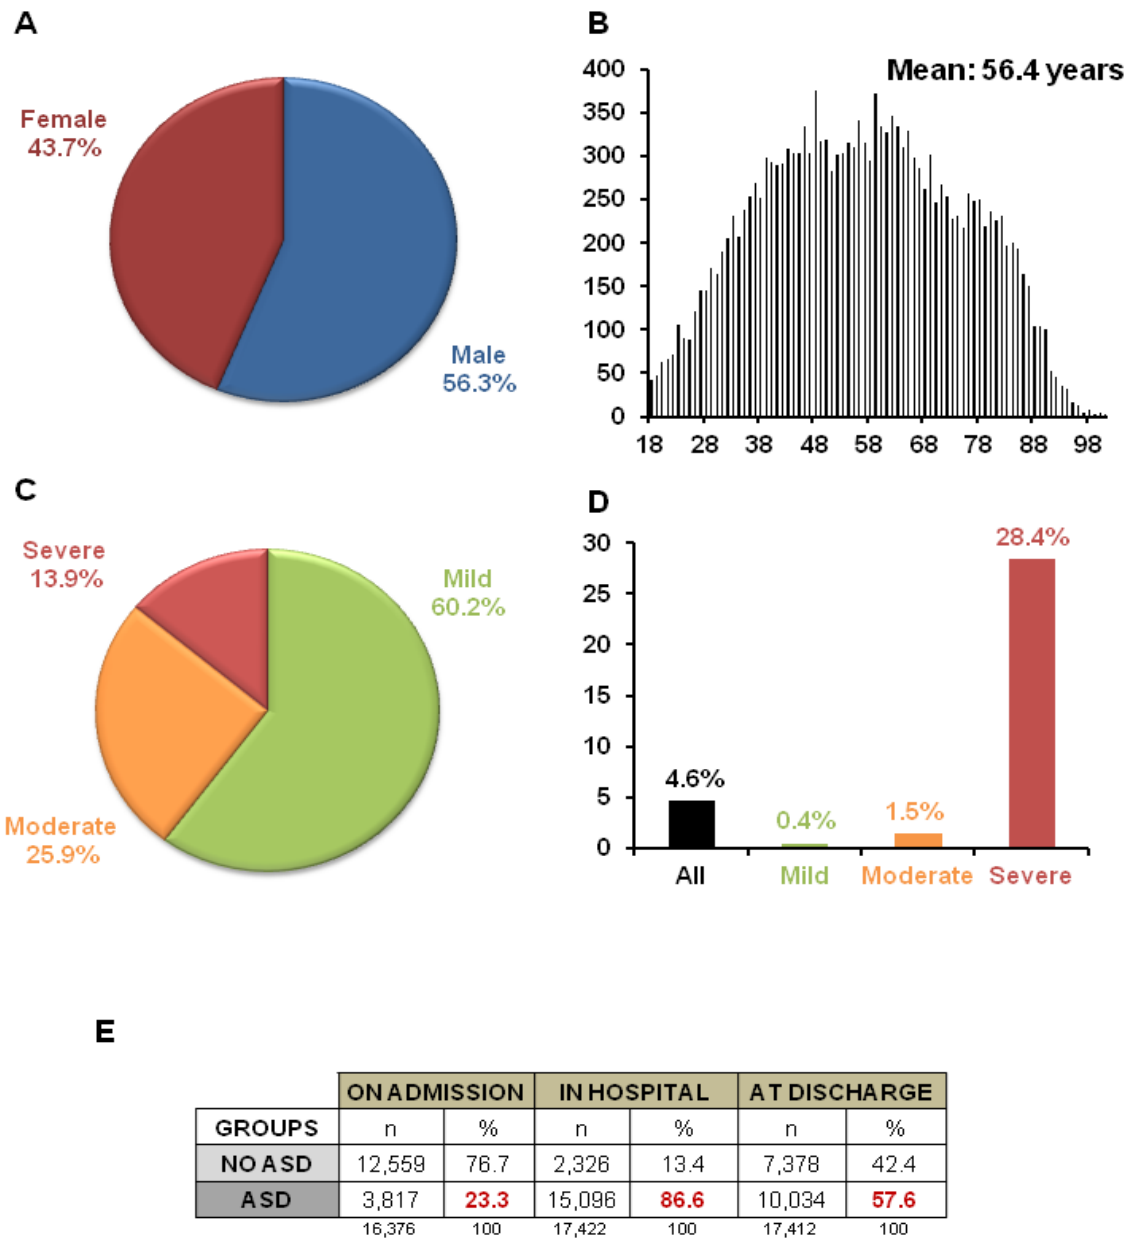 A
Female
43.7%
Male
56.3%
B
Mean: 56.4 years
400
350
300
250
200
150
100
50
0
18 28 38 48 58 68 78 88 98
C
Severe
13.9%
Mild
60.2%
Moderate
25.9%
D
30
25
20
15
10
5
0
4.6%
0.4%
1.5%
28.4%
All Mild Moderate Severe
E
ON ADMISSION IN HOSPITAL AT DISCHARGE
GROUPS n % n % n %
NO ASD 12,559 76.7 2,326 13.4 7,378 42.4
ASD 3,817 23.3 15,096 86.6 10,034 57.6
16,376 100 17,422 100 17,412 100